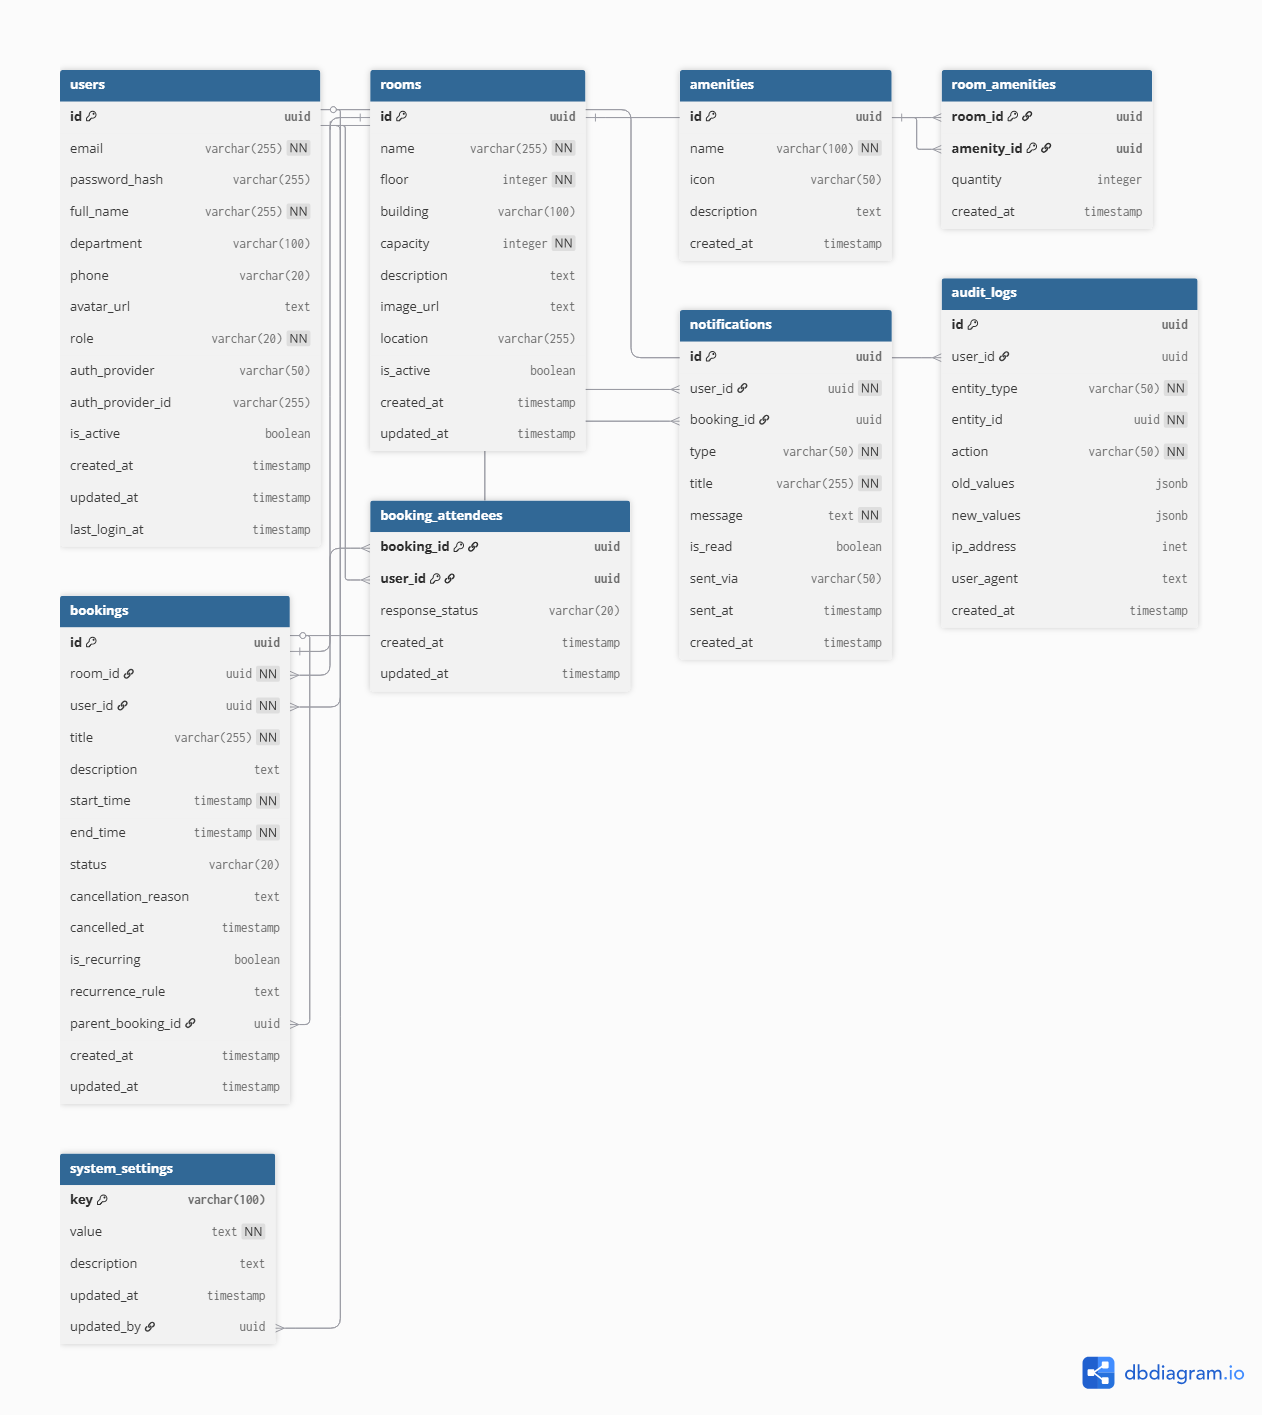 users
id uuid
email varchar(255) NN
password_hash varchar(255)
full_name varchar(255) NN
department varchar(100)
phone varchar(20)
avatar_url text
role varchar(20) NN
auth_provider varchar(50)
auth_provider_id varchar(255)
is_active boolean
created_at timestamp
updated_at timestamp
last_login_at timestamp
rooms
id uuid
name varchar(255) NN
floor integer NN
building varchar(100)
capacity integer NN
description text
image_url text
location varchar(255)
is_active boolean
created_at timestamp
updated_at timestamp
amenities
id uuid
name varchar(100) NN
icon varchar(50)
description text
created_at timestamp
room_amenities
room_id uuid
amenity_id uuid
quantity integer
created_at timestamp
notifications
id uuid
user_id uuid NN
booking_id uuid
type varchar(50) NN
title varchar(255) NN
message text NN
is_read boolean
sent_via varchar(50)
sent_at timestamp
created_at timestamp
audit_logs
id uuid
user_id uuid
entity_type varchar(50) NN
entity_id uuid NN
action varchar(50) NN
old_values jsonb
new_values jsonb
ip_address inet
user_agent text
created_at timestamp
booking_attendees
booking_id uuid
user_id uuid
response_status varchar(20)
created_at timestamp
updated_at timestamp
bookings
id uuid
room_id uuid NN
user_id uuid NN
title varchar(255) NN
description text
start_time timestamp NN
end_time timestamp NN
status varchar(20)
cancellation_reason text
cancelled_at timestamp
is_recurring boolean
recurrence_rule text
parent_booking_id uuid
created_at timestamp
updated_at timestamp
system_settings
key varchar(100)
value text NN
description text
updated_at timestamp
updated_by uuid
dbdiagram.io